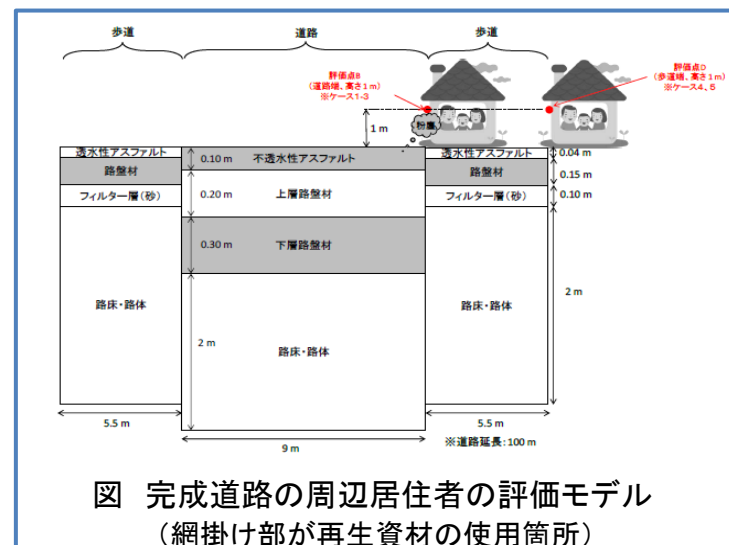 歩道
道路
歩道
評価点B
(道路端、高さ1m)
※ケース1-3
評価点D
(歩道端、高さ1m)
※ケース4、5
粉塵
1 m
透水性アスファルト
路盤材
フィルター層(砂)
路床・路体
5.5 m
0.10 m 不透水性アスファルト
0.20 m 上層路盤材
0.30 m 下層路盤材
2 m
路床・路体
9 m
透水性アスファルト
路盤材
フィルター層(砂)
路床・路体
0.04 m
0.15 m
0.10 m
2 m
5.5 m
※道路延長:100 m
図 完成道路の周辺居住者の評価モデル
(網掛け部が再生資材の使用箇所)